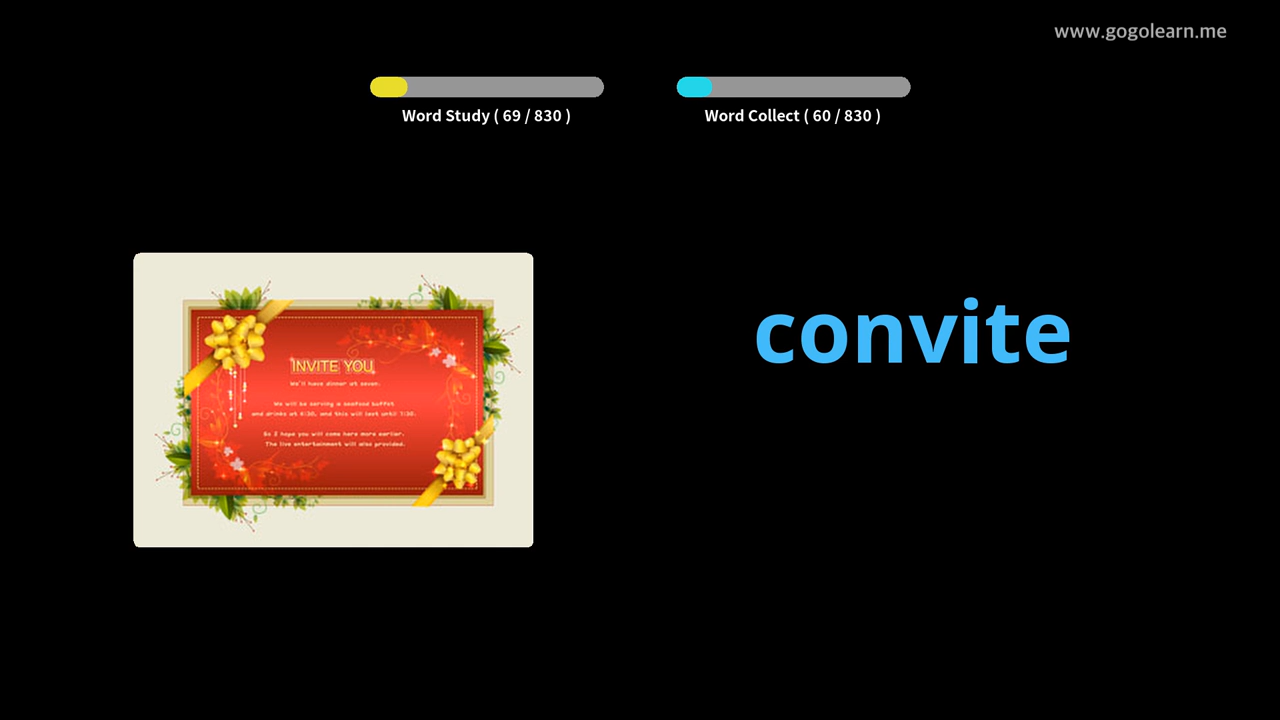 www.gogolearn.me
Word Study ( 69 / 830 )
Word Collect ( 60 / 830 )
INVITE YOU
We'll have dinner at seven.
We will be serving a seafood buffet
and drinks at 6:30, and this will last until 7:30.
So I hope you will come here more earlier.
The live entertainment will also provided.
convite